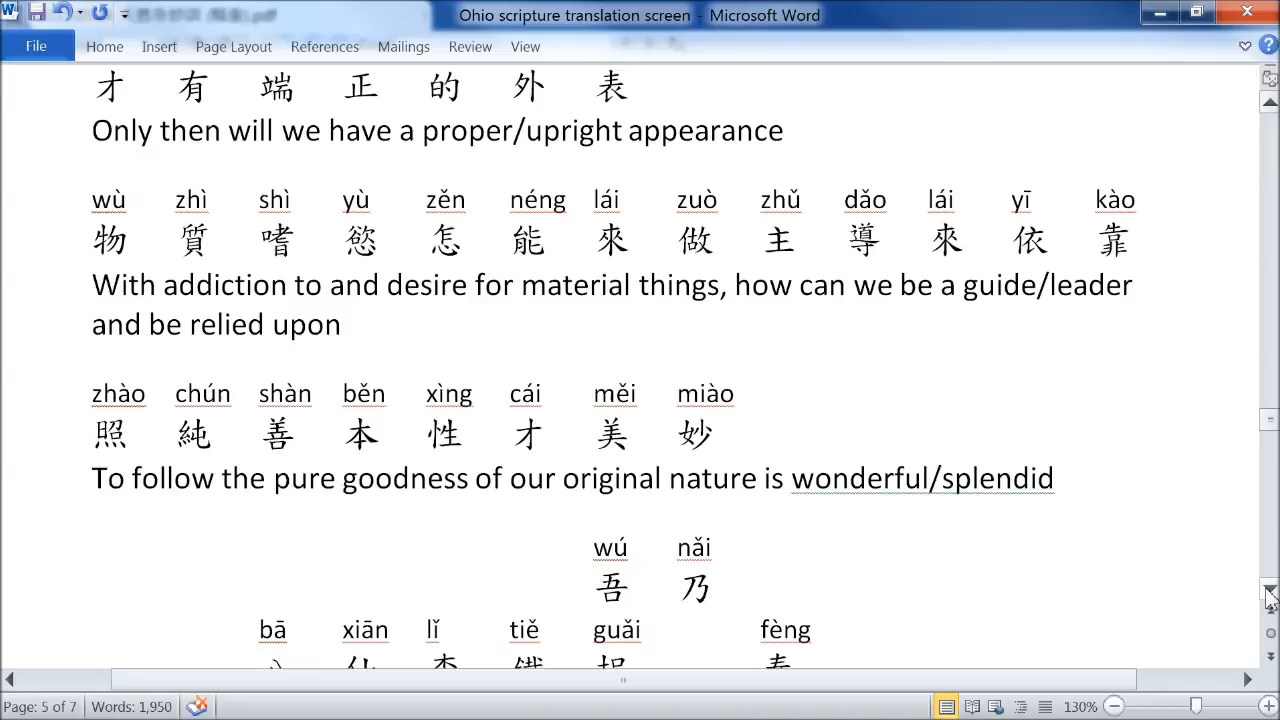 Ohio scripture translation screen - Microsoft Word
File Home Insert Page Layout References Mailings Review View
才 有 端 正 的 外 表
Only then will we have a proper/upright appearance
wù zhì shì yù zěn néng lái zuò zhǔ dǎo lái yī kào
物 質 嗜 慾 怎 能 來 做 主 導 來 依 靠
With addiction to and desire for material things, how can we be a guide/leader
and be relied upon
zhào chún shàn běn xìng cái měi miào
照 純 善 本 性 才 美 妙
To follow the pure goodness of our original nature is wonderful/splendid
wú nǎi
吾 乃
bā xiān lǐ tiě guǎi fèng
Page: 5 of 7 Words: 1,950 130%